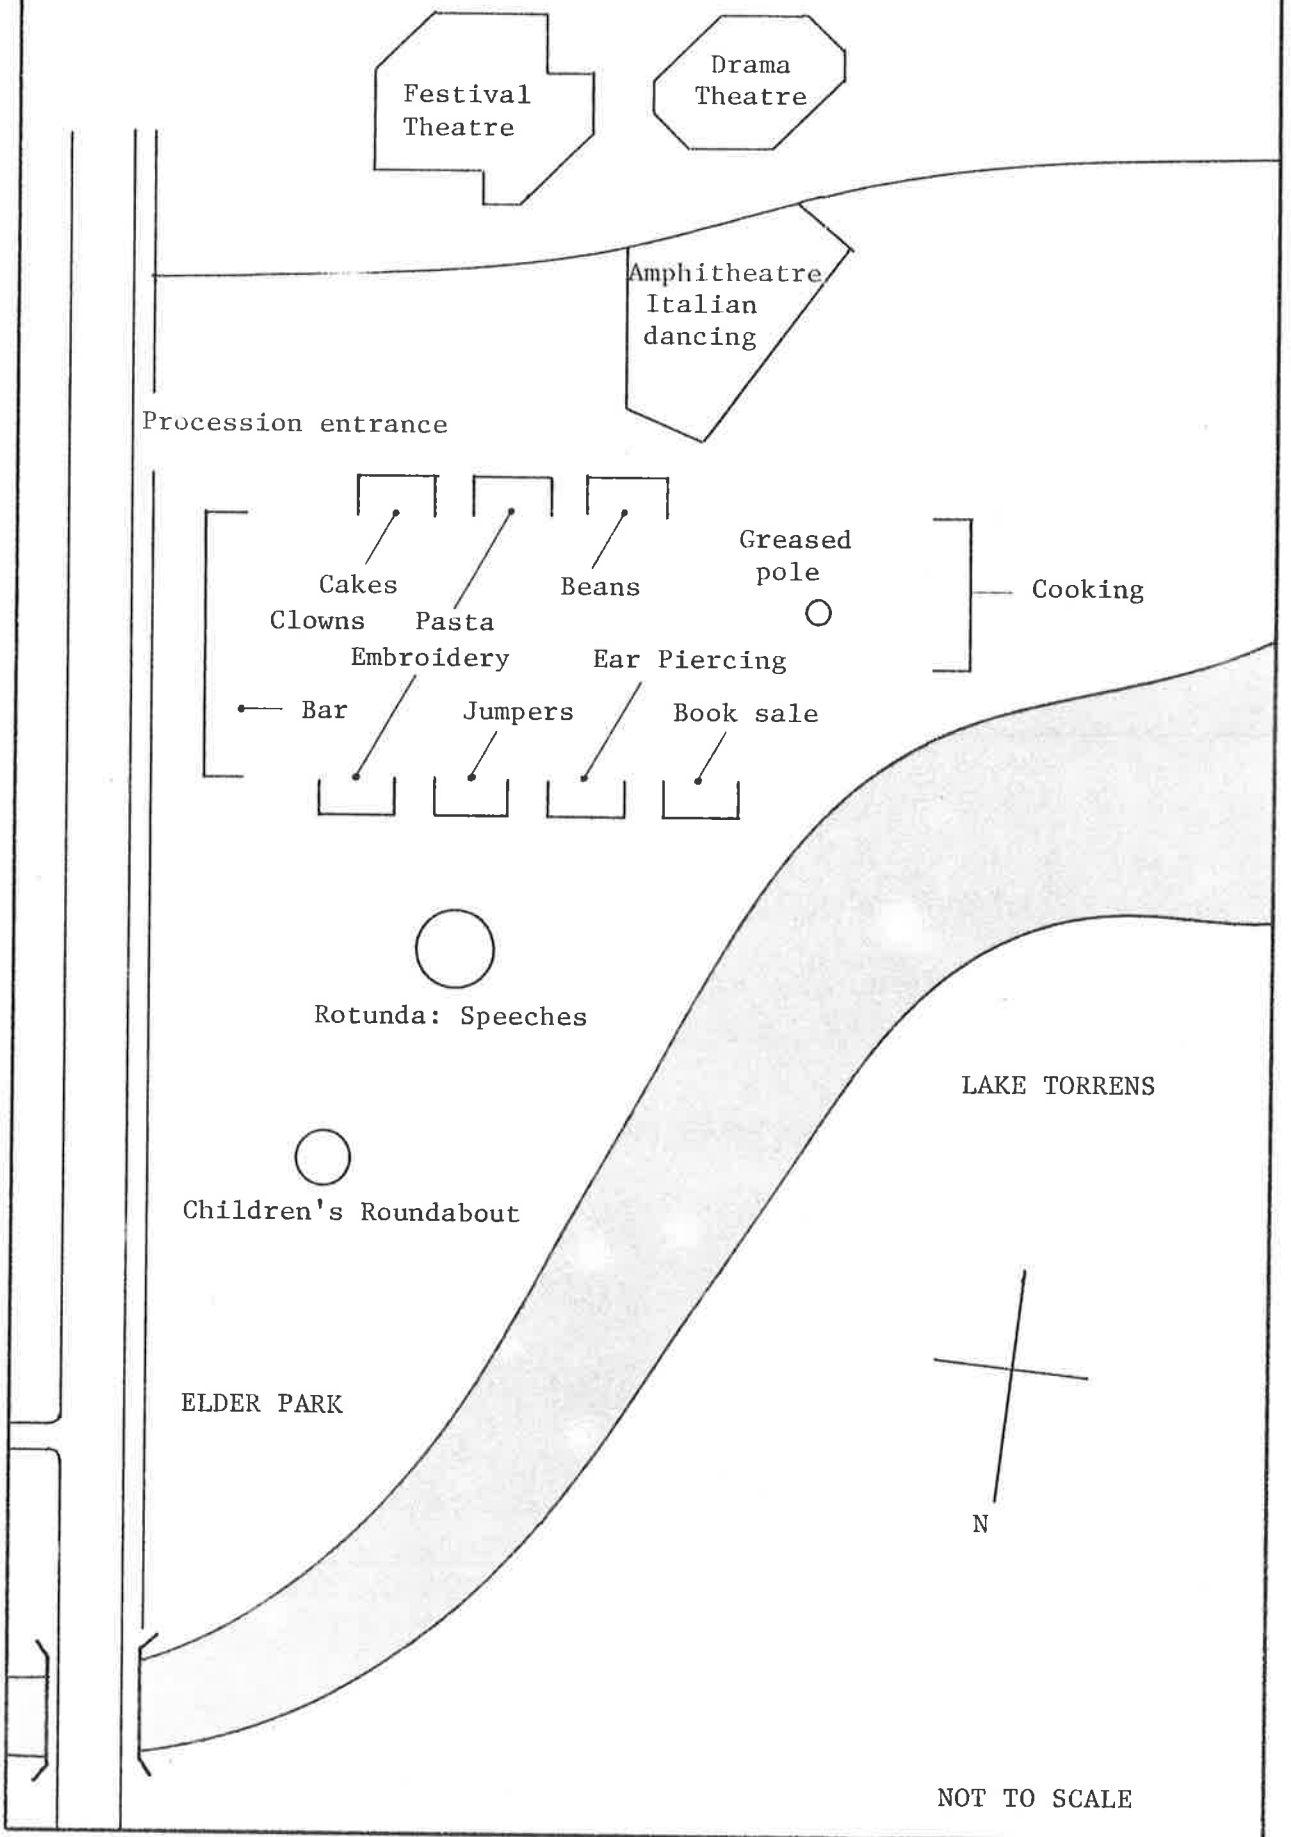 Festival
Theatre
Drama
Theatre
Amphitheatre
Italian
dancing
Procession entrance
Cakes
Beans
Greased
pole
Cooking
Clowns
Pasta
Embroidery
Ear Piercing
Bar
Jumpers
Book sale
Rotunda: Speeches
LAKE TORRENS
Children's Roundabout
ELDER PARK
N
NOT TO SCALE